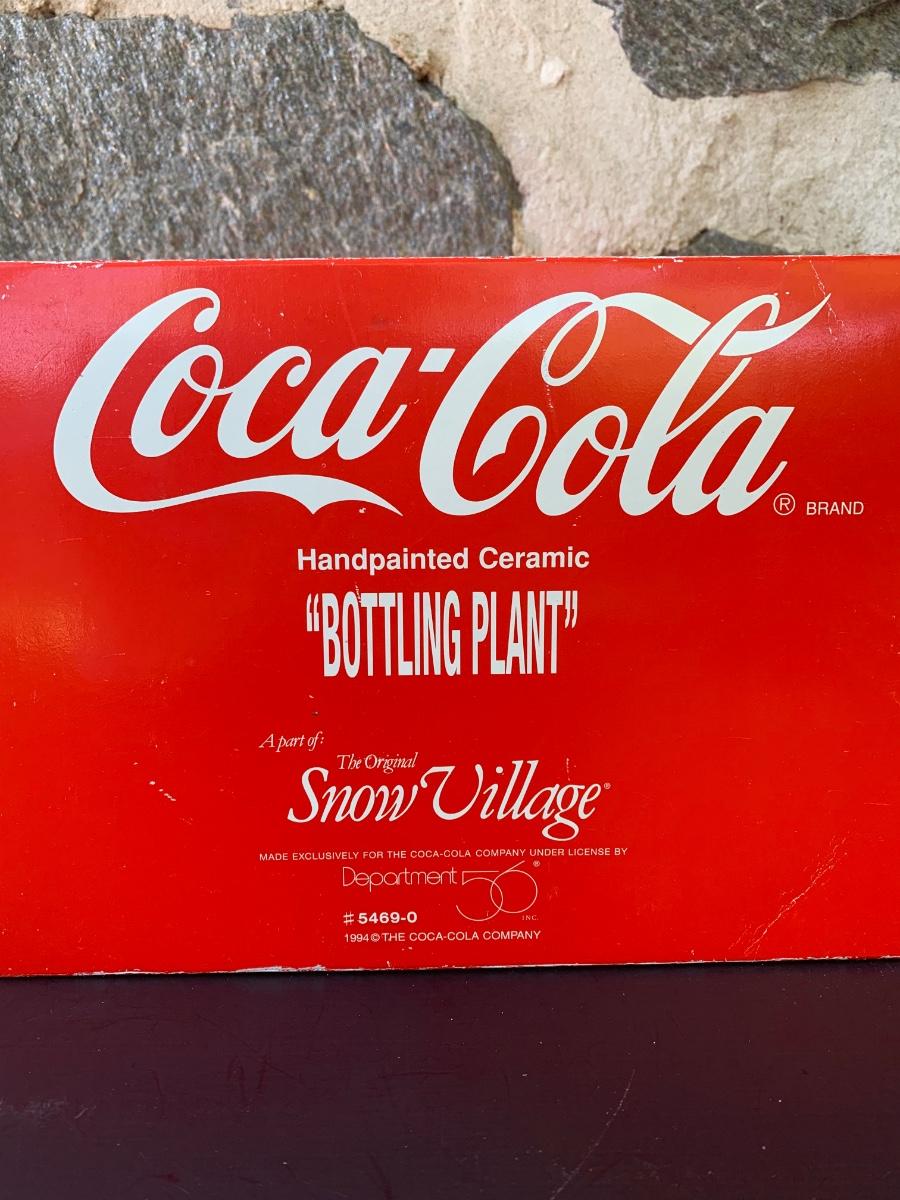 Coca-Cola® BRAND
Handpainted Ceramic
“BOTTLING PLANT”
A part of:
The Original
Snow Village®
MADE EXCLUSIVELY FOR THE COCA-COLA COMPANY UNDER LICENSE BY
Department 56®
#5469-0 INC.
1994 © THE COCA-COLA COMPANY